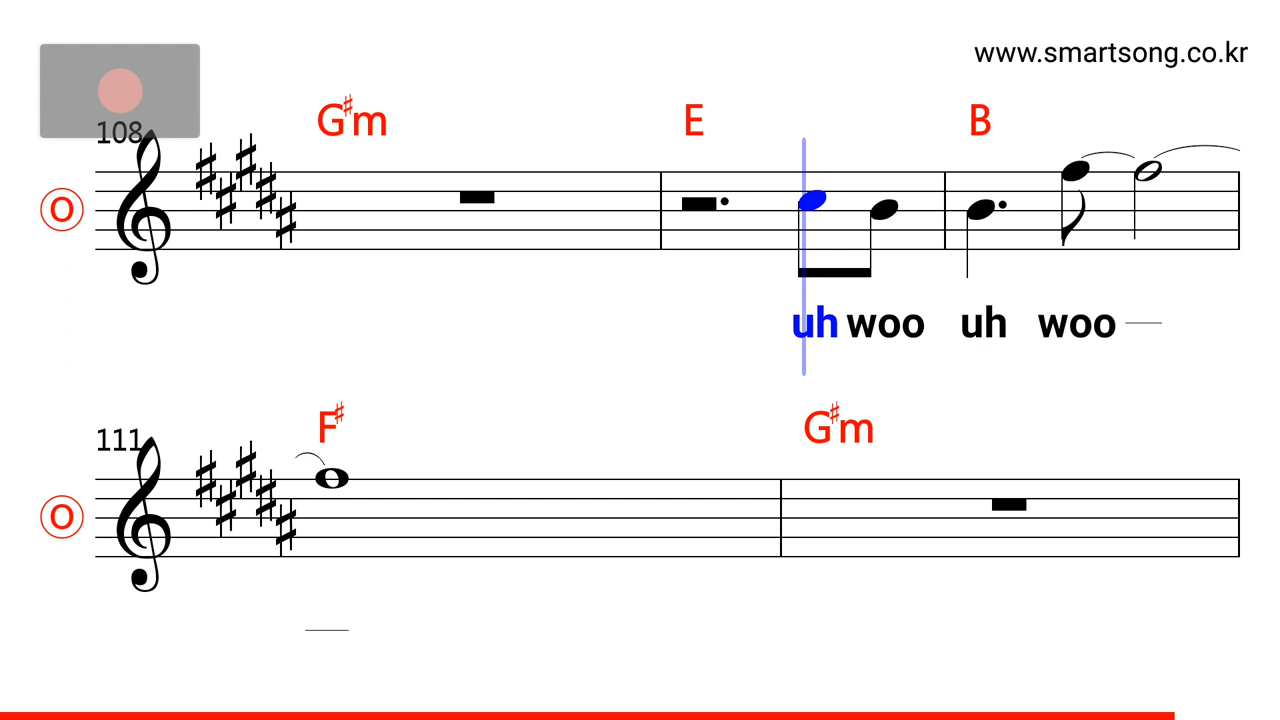 www.smartsong.co.kr
108
G♯m E B
O
uh woo uh woo
111
F♯ G♯m
O